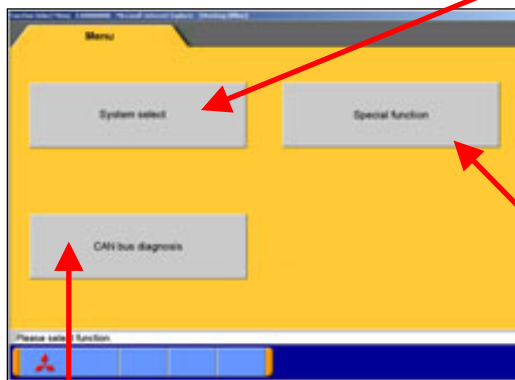 Menu
System select
Special function
CAN bus diagnosis
Please select function.